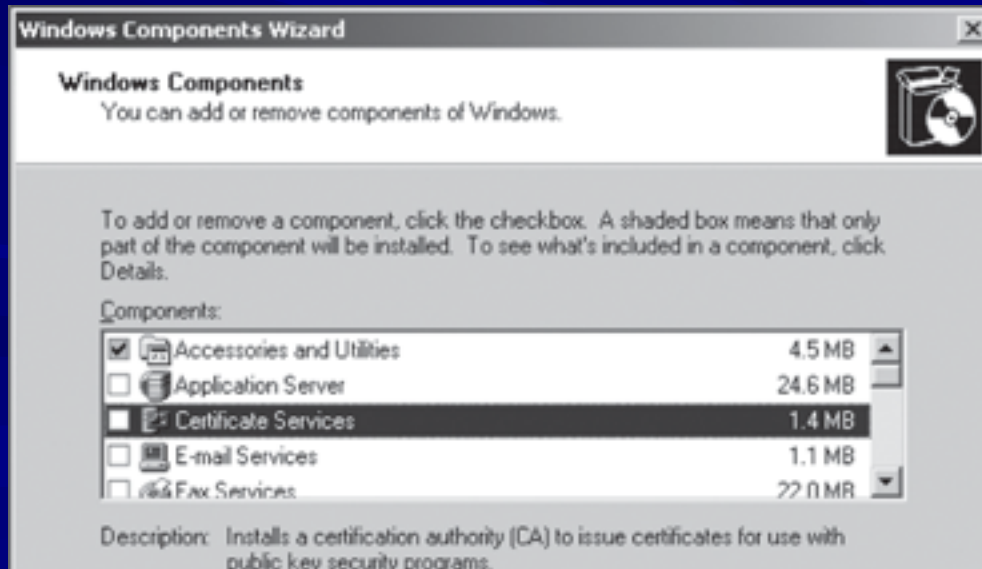 Windows Components Wizard
Windows Components
You can add or remove components of Windows.
To add or remove a component, click the checkbox. A shaded box means that only
part of the component will be installed. To see what's included in a component, click
Details.
Components:
Accessories and Utilities 4.5 MB
Application Server 24.6 MB
Certificate Services 1.4 MB
E-mail Services 1.1 MB
Fax Services 22.0 MB
Description: Installs a certification authority (CA) to issue certificates for use with
public key security programs.